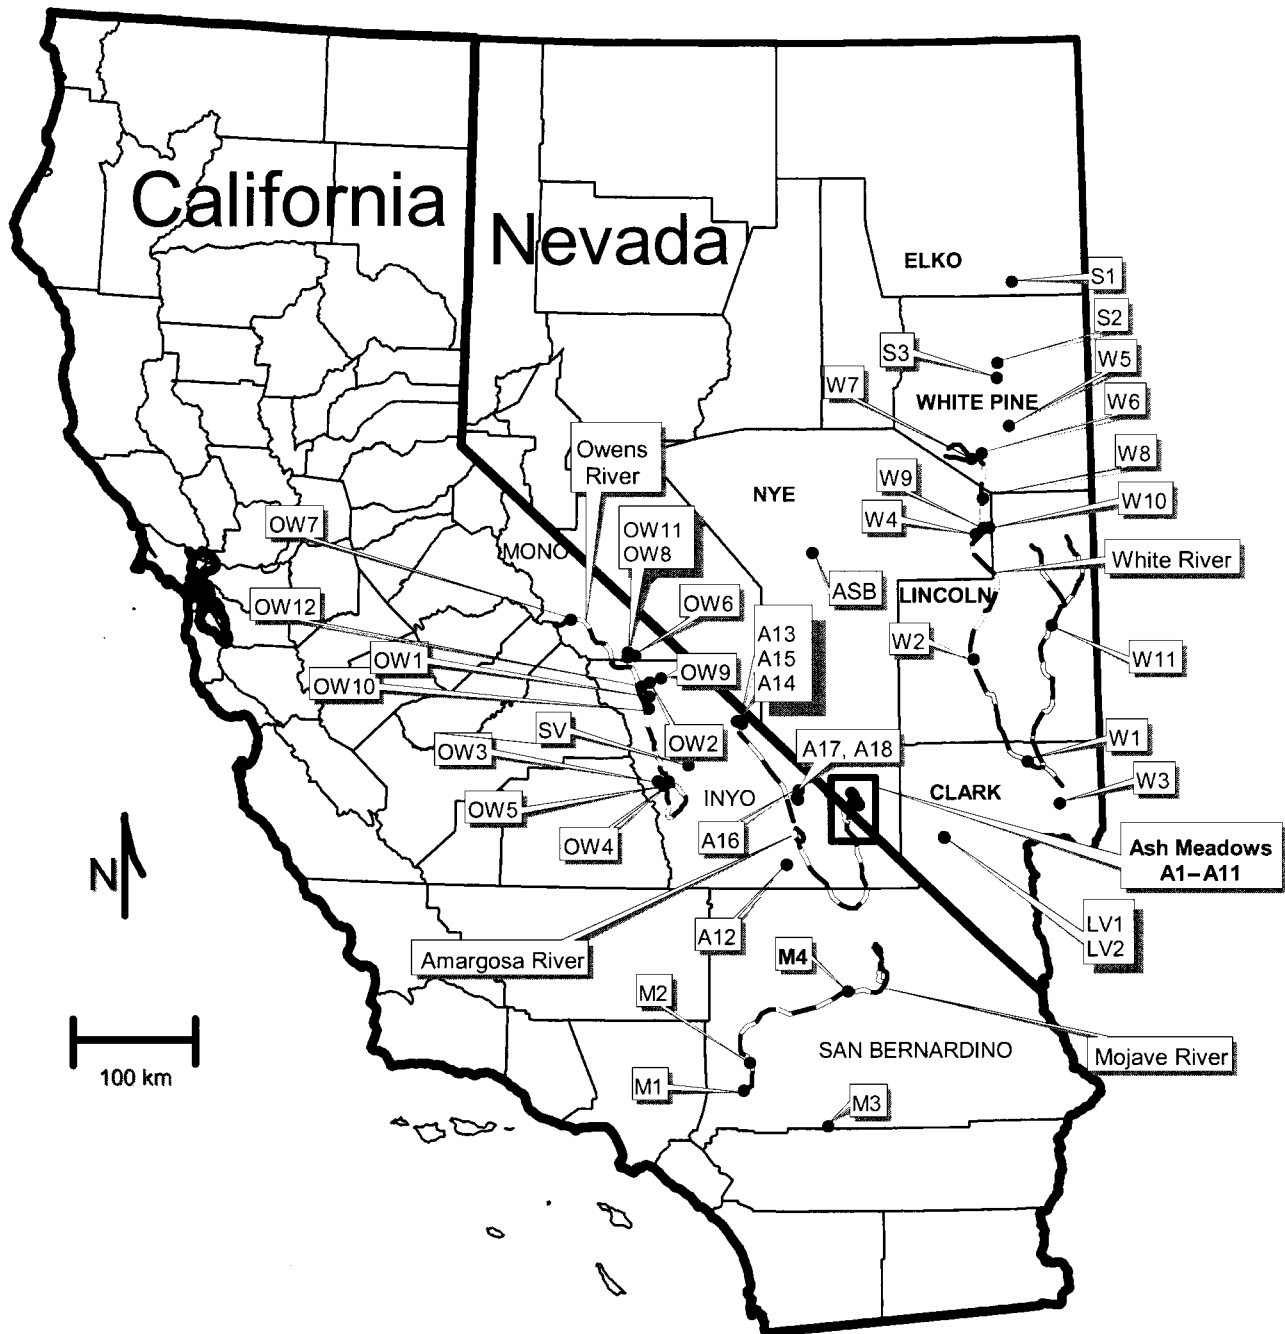 California
Nevada
ELKO
S1
S2
S3
W5
W7
WHITE PINE
W6
Owens
River
W8
NYE
W9
W10
OW7
W4
OW11
OW8
MONO
White River
ASB
LINCOLN
OW12
OW6
A13
A15
A14
W2
OW1
OW9
W11
OW10
SV
OW2
W1
OW3
A17, A18
CLARK
W3
INYO
OW5
OW4
A16
Ash Meadows
A1–A11
N
LV1
LV2
A12
Amargosa River
M4
M2
SAN BERNARDINO
Mojave River
100 km
M1
M3